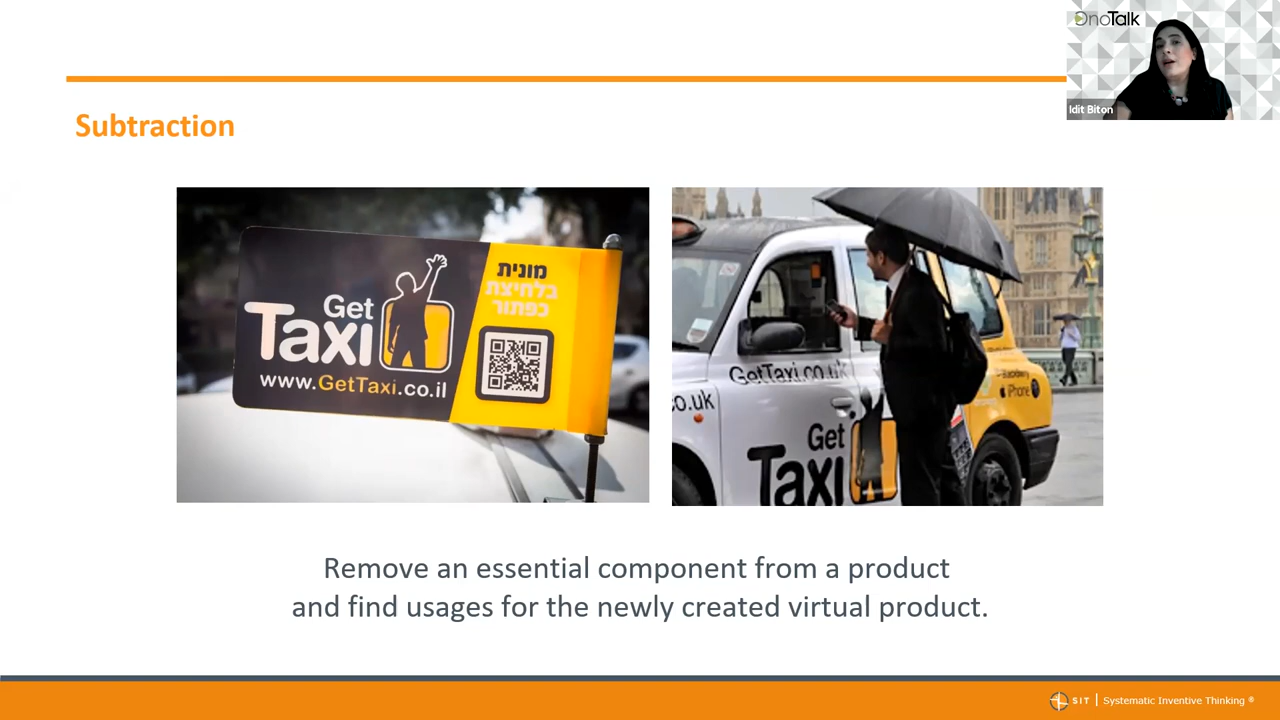 OnoTalk
Idit Biton
Subtraction
Get
Taxi
www.GetTaxi.co.il
מונית
בלחיצת
כפתור
GetTaxi.co.uk
o.uk
Get
Taxi
iPhone
Remove an essential component from a product
and find usages for the newly created virtual product.
SIT | Systematic Inventive Thinking ®